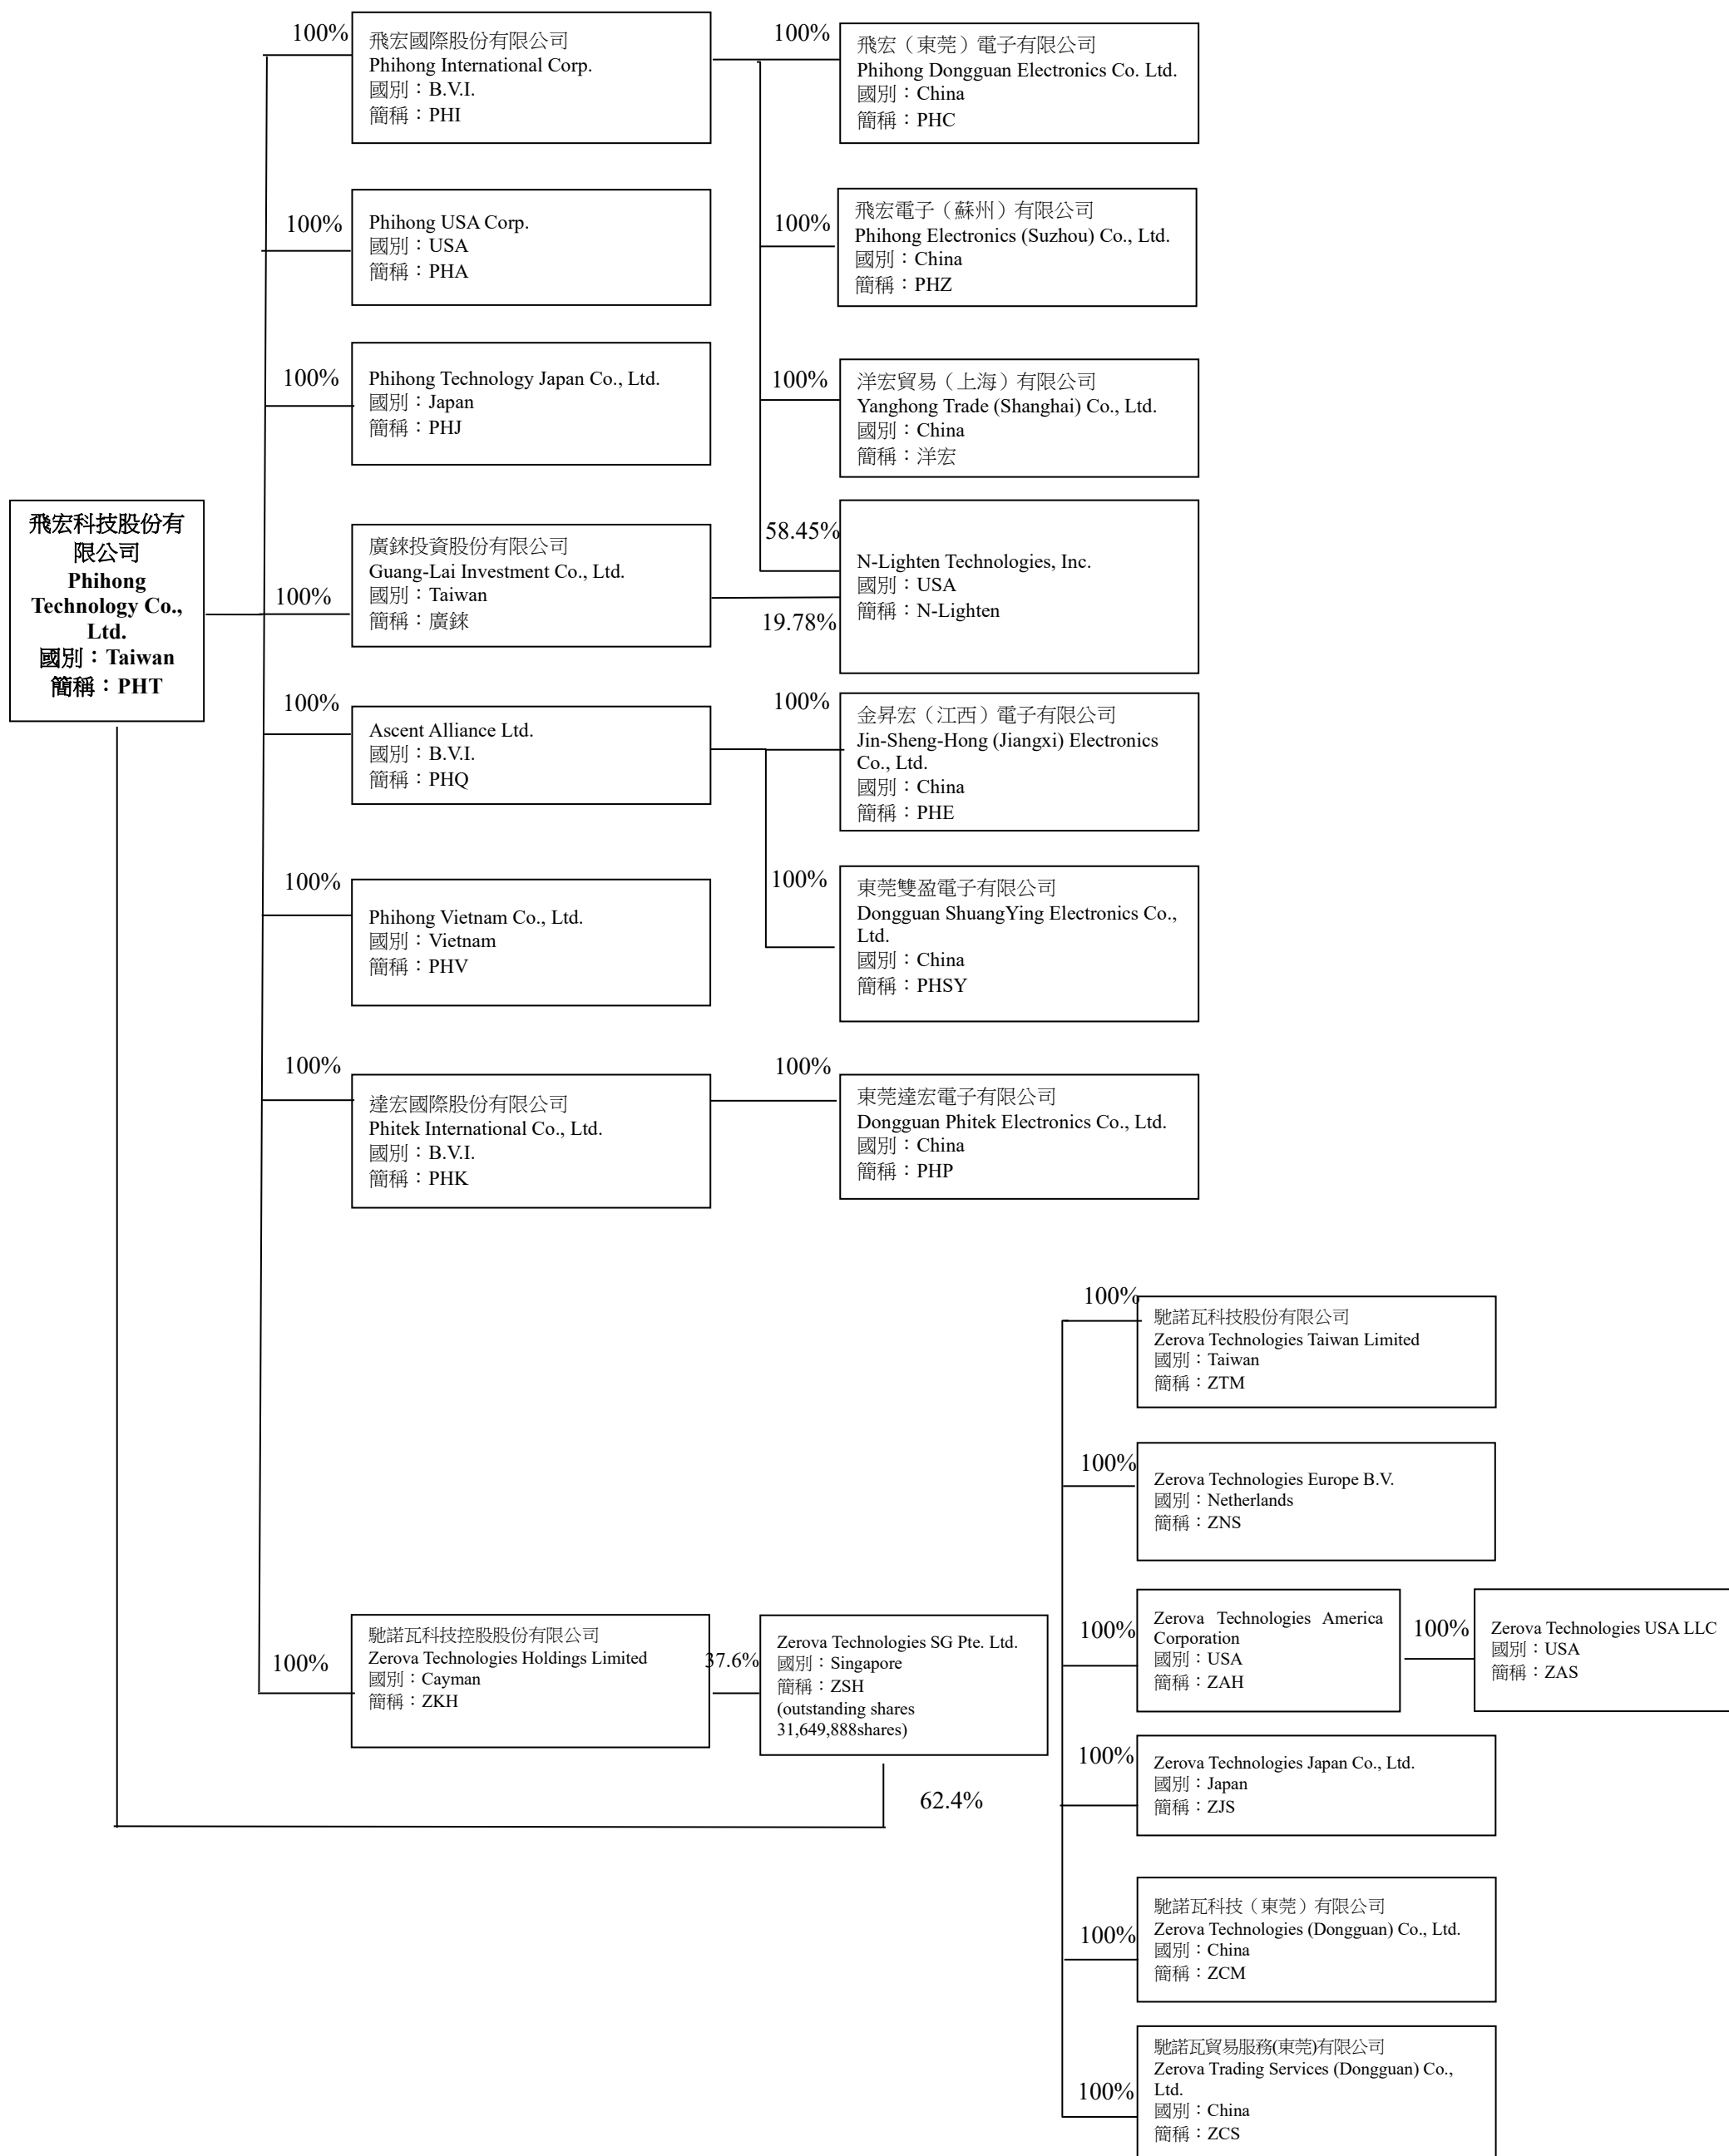 飛宏科技股份有
限公司
Phihong
Technology Co.,
Ltd.
國別：Taiwan
簡稱：PHT
100%
飛宏國際股份有限公司
Phihong International Corp.
國別：B.V.I.
簡稱：PHI
100%
飛宏（東莞）電子有限公司
Phihong Dongguan Electronics Co. Ltd.
國別：China
簡稱：PHC
100%
Phihong USA Corp.
國別：USA
簡稱：PHA
100%
飛宏電子（蘇州）有限公司
Phihong Electronics (Suzhou) Co., Ltd.
國別：China
簡稱：PHZ
100%
Phihong Technology Japan Co., Ltd.
國別：Japan
簡稱：PHJ
100%
洋宏貿易（上海）有限公司
Yanghong Trade (Shanghai) Co., Ltd.
國別：China
簡稱：洋宏
100%
廣錸投資股份有限公司
Guang-Lai Investment Co., Ltd.
國別：Taiwan
簡稱：廣錸
58.45%
19.78%
N-Lighten Technologies, Inc.
國別：USA
簡稱：N-Lighten
100%
Ascent Alliance Ltd.
國別：B.V.I.
簡稱：PHQ
100%
金昇宏（江西）電子有限公司
Jin-Sheng-Hong (Jiangxi) Electronics
Co., Ltd.
國別：China
簡稱：PHE
100%
Phihong Vietnam Co., Ltd.
國別：Vietnam
簡稱：PHV
100%
東莞雙盈電子有限公司
Dongguan ShuangYing Electronics Co.,
Ltd.
國別：China
簡稱：PHSY
100%
達宏國際股份有限公司
Phitek International Co., Ltd.
國別：B.V.I.
簡稱：PHK
100%
東莞達宏電子有限公司
Dongguan Phitek Electronics Co., Ltd.
國別：China
簡稱：PHP
100%
馳諾瓦科技控股股份有限公司
Zerova Technologies Holdings Limited
國別：Cayman
簡稱：ZKH
37.6%
Zerova Technologies SG Pte. Ltd.
國別：Singapore
簡稱：ZSH
(outstanding shares
31,649,888shares)
62.4%
100%
馳諾瓦科技股份有限公司
Zerova Technologies Taiwan Limited
國別：Taiwan
簡稱：ZTM
100%
Zerova Technologies Europe B.V.
國別：Netherlands
簡稱：ZNS
100%
Zerova Technologies America
Corporation
國別：USA
簡稱：ZAH
100%
Zerova Technologies USA LLC
國別：USA
簡稱：ZAS
100%
Zerova Technologies Japan Co., Ltd.
國別：Japan
簡稱：ZJS
100%
馳諾瓦科技（東莞）有限公司
Zerova Technologies (Dongguan) Co., Ltd.
國別：China
簡稱：ZCM
100%
馳諾瓦貿易服務(東莞)有限公司
Zerova Trading Services (Dongguan) Co.,
Ltd.
國別：China
簡稱：ZCS